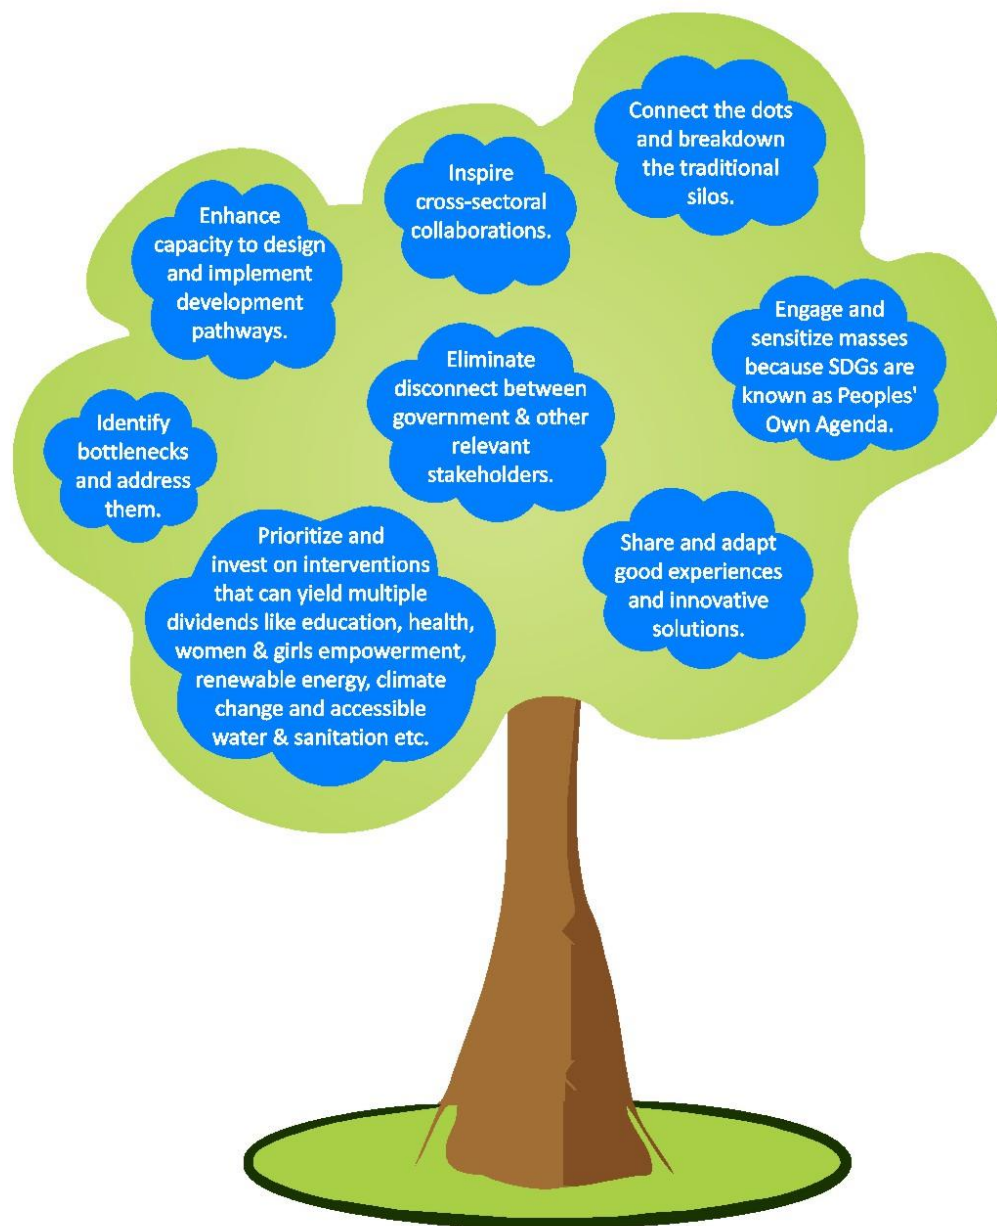 Connect the dots
and breakdown
the traditional
silos.
Inspire
cross-sectoral
collaborations.
Enhance
capacity to design
and implement
development
pathways.
Engage and
sensitize masses
because SDGs are
known as Peoples'
Own Agenda.
Eliminate
disconnect between
government & other
relevant
stakeholders.
Identify
bottlenecks
and address
them.
Share and adapt
good experiences
and innovative
solutions.
Prioritize and
invest on interventions
that can yield multiple
dividends like education, health,
women & girls empowerment,
renewable energy, climate
change and accessible
water & sanitation etc.